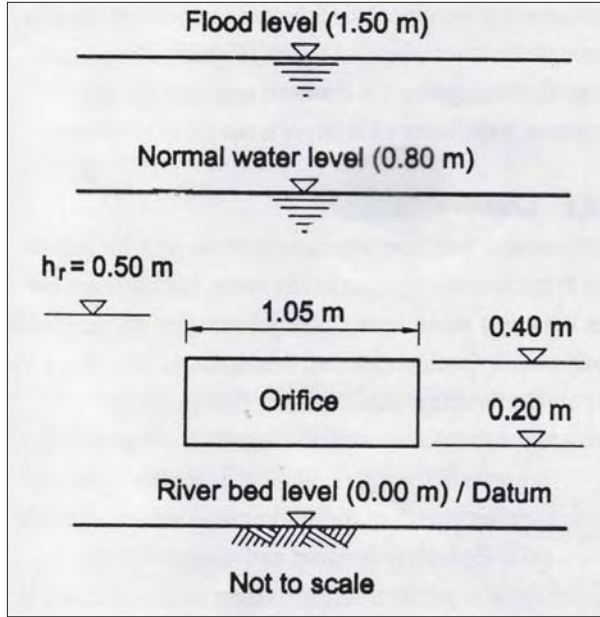 Flood level (1.50 m)
Normal water level (0.80 m)
hr = 0.50 m
1.05 m
0.40 m
Orifice
0.20 m
River bed level (0.00 m) / Datum
Not to scale